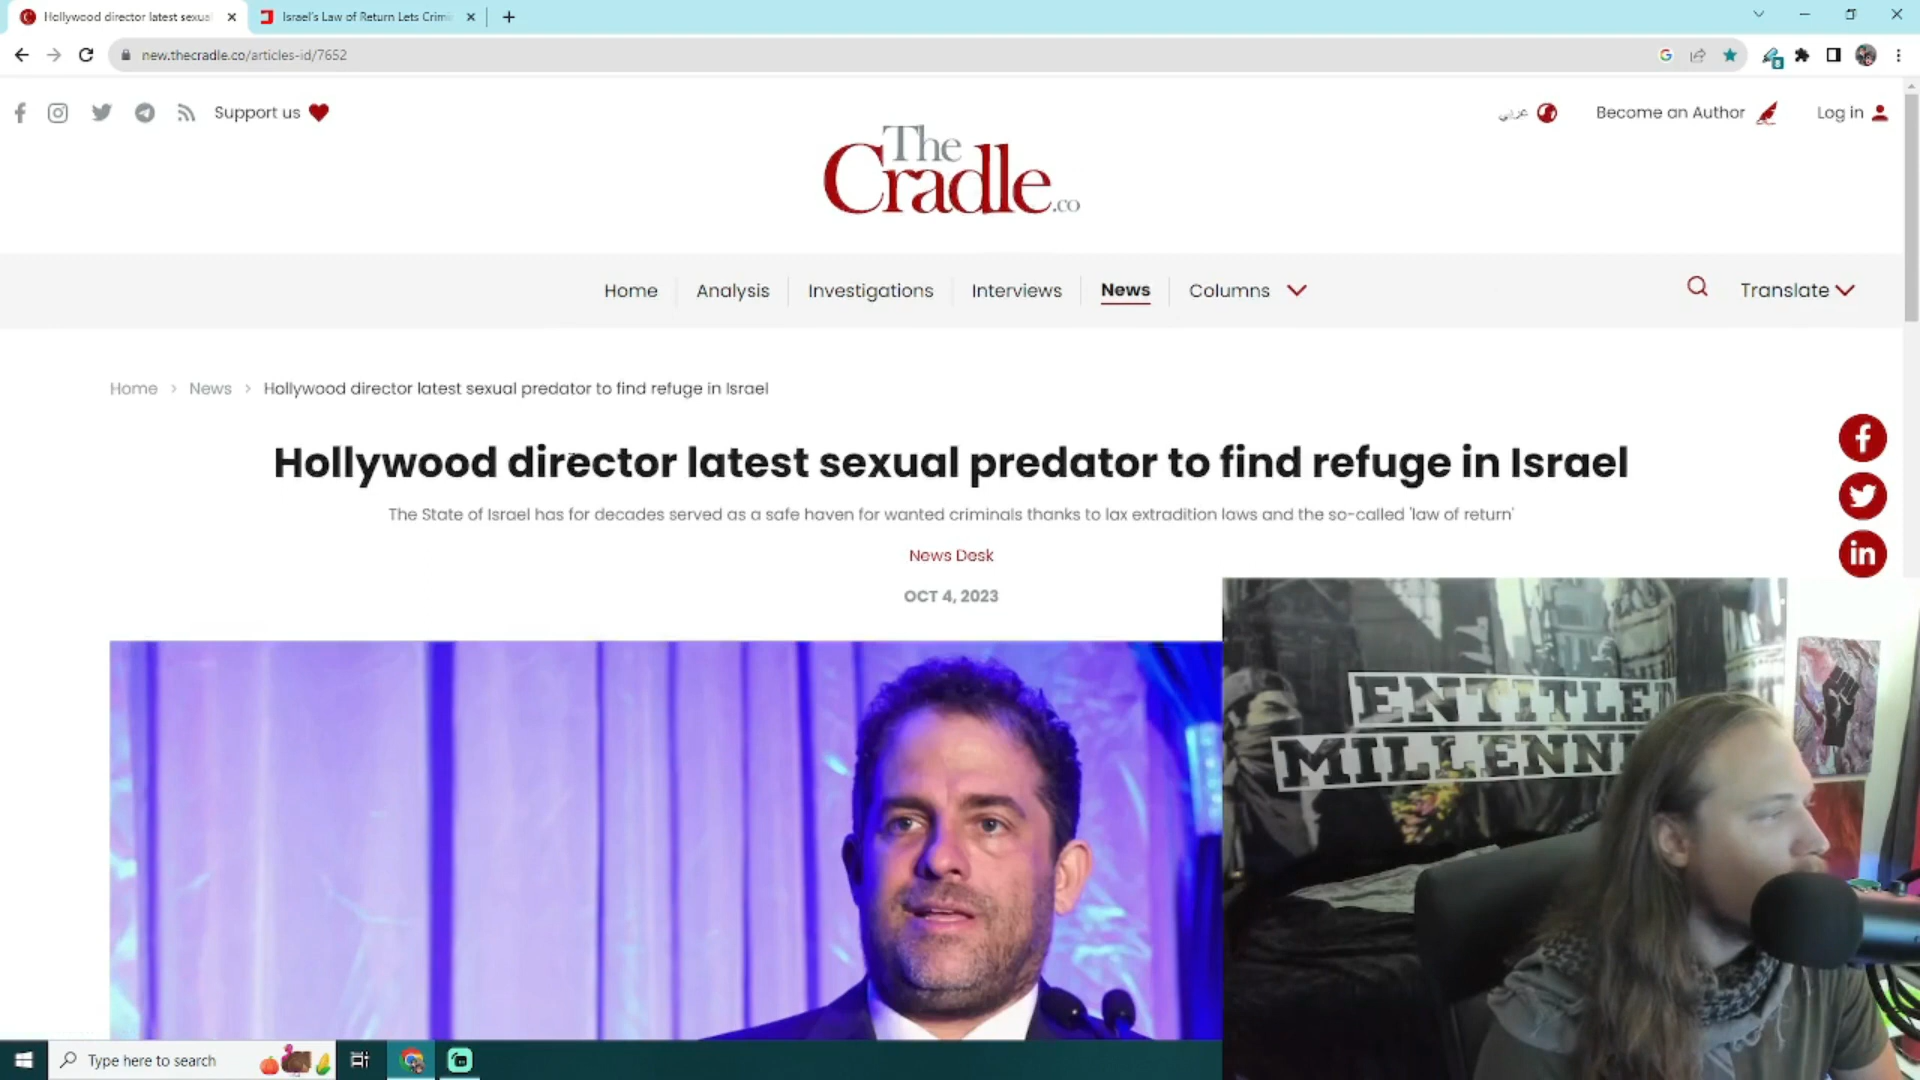 Hollywood director latest sexua
Israel's Law of Return Lets Crimi
new.thecradle.co/articles-id/7652
Support us
عربي
Become an Author
Log in
The
Cradle.co
Home
Analysis
Investigations
Interviews
News
Columns
Translate
Home > News > Hollywood director latest sexual predator to find refuge in Israel
Hollywood director latest sexual predator to find refuge in Israel
The State of Israel has for decades served as a safe haven for wanted criminals thanks to lax extradition laws and the so-called 'law of return'
News Desk
OCT 4, 2023
ENTITLED
MILLENNI
Type here to search